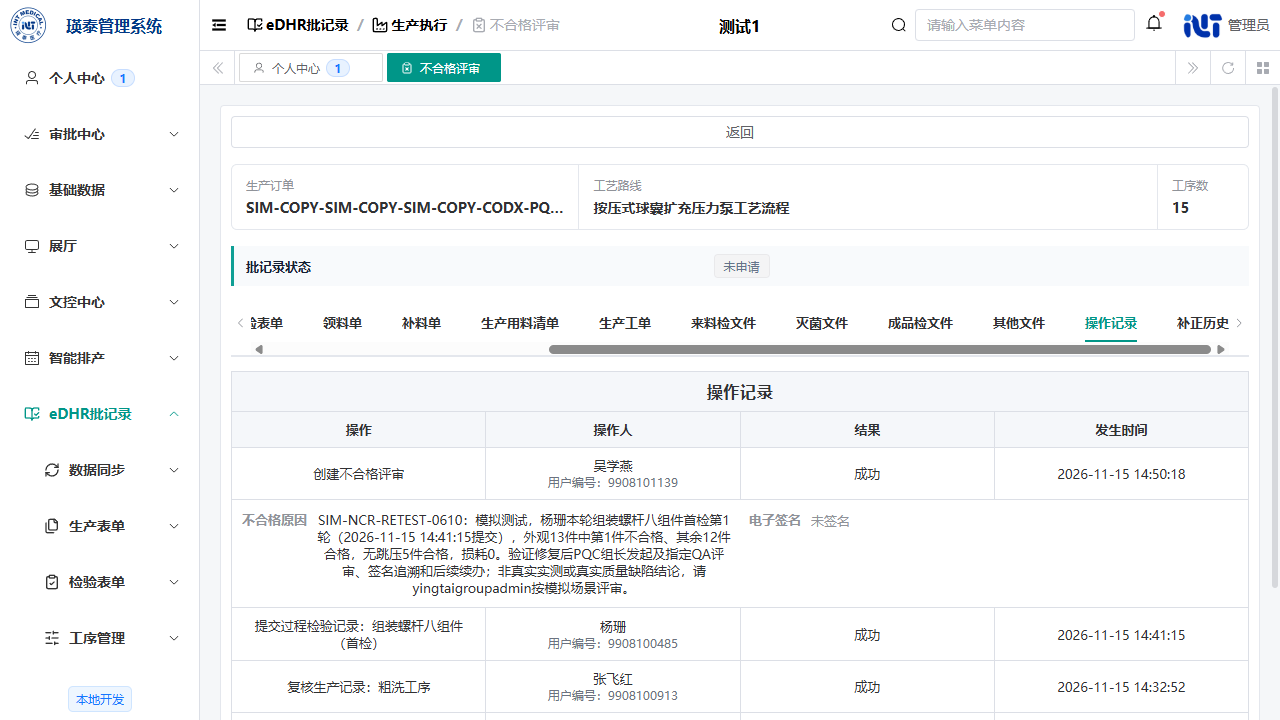 瑛泰管理系统
eDHR批记录 / 生产执行 / 不合格评审
测试1
请输入菜单内容
管理员
个人中心 1
不合格评审
个人中心 1
审批中心
基础数据
展厅
文控中心
智能排产
eDHR批记录
数据同步
生产表单
检验表单
工序管理
本地开发
返回
生产订单
SIM-COPY-SIM-COPY-SIM-COPY-CODX-PQ...
工艺路线
按压式球囊扩充压力泵工艺流程
工序数
15
批记录状态
未申请
表单
领料单
补料单
生产用料清单
生产工单
来料检文件
灭菌文件
成品检文件
其他文件
操作记录
补正历史
操作记录
操作
操作人
结果
发生时间
创建不合格评审
吴学燕
用户编号：9908101139
成功
2026-11-15 14:50:18
不合格原因
SIM-NCR-RETEST-0610：模拟测试，杨珊本轮组装螺杆八组件首检第1
轮（2026-11-15 14:41:15提交），外观13件中第1件不合格、其余12件
合格，无跳压5件合格，损耗0。验证修复后PQC组长发起及指定QA评
审、签名追溯和后续续办；非真实实测或真实质量缺陷结论，请
yingtaigroupadmin按模拟场景评审。
电子签名
未签名
提交过程检验记录：组装螺杆八组件
（首检）
杨珊
用户编号：9908100485
成功
2026-11-15 14:41:15
复核生产记录：粗洗工序
张飞红
用户编号：9908100913
成功
2026-11-15 14:32:52